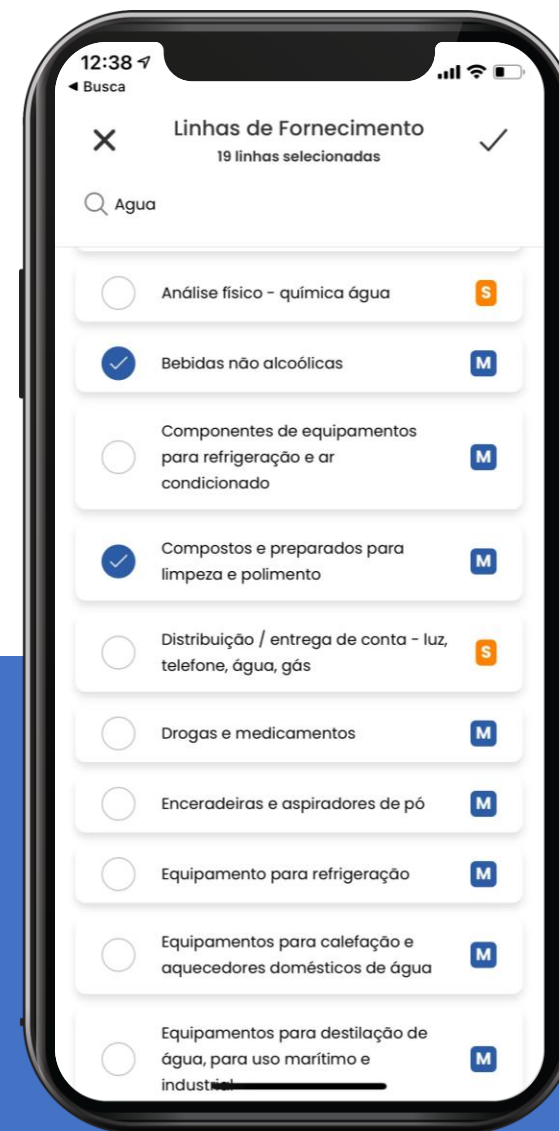 12:38
◄ Busca
Linhas de Fornecimento
19 linhas selecionadas
Agua
Análise físico - química água
S
Bebidas não alcoólicas
M
Componentes de equipamentos
para refrigeração e ar
condicionado
M
Compostos e preparados para
limpeza e polimento
M
Distribuição / entrega de conta - luz,
telefone, água, gás
S
Drogas e medicamentos
M
Enceradeiras e aspiradores de pó
M
Equipamento para refrigeração
M
Equipamentos para calefação e
aquecedores domésticos de água
M
Equipamentos para destilação de
água, para uso marítimo e
industrial
M